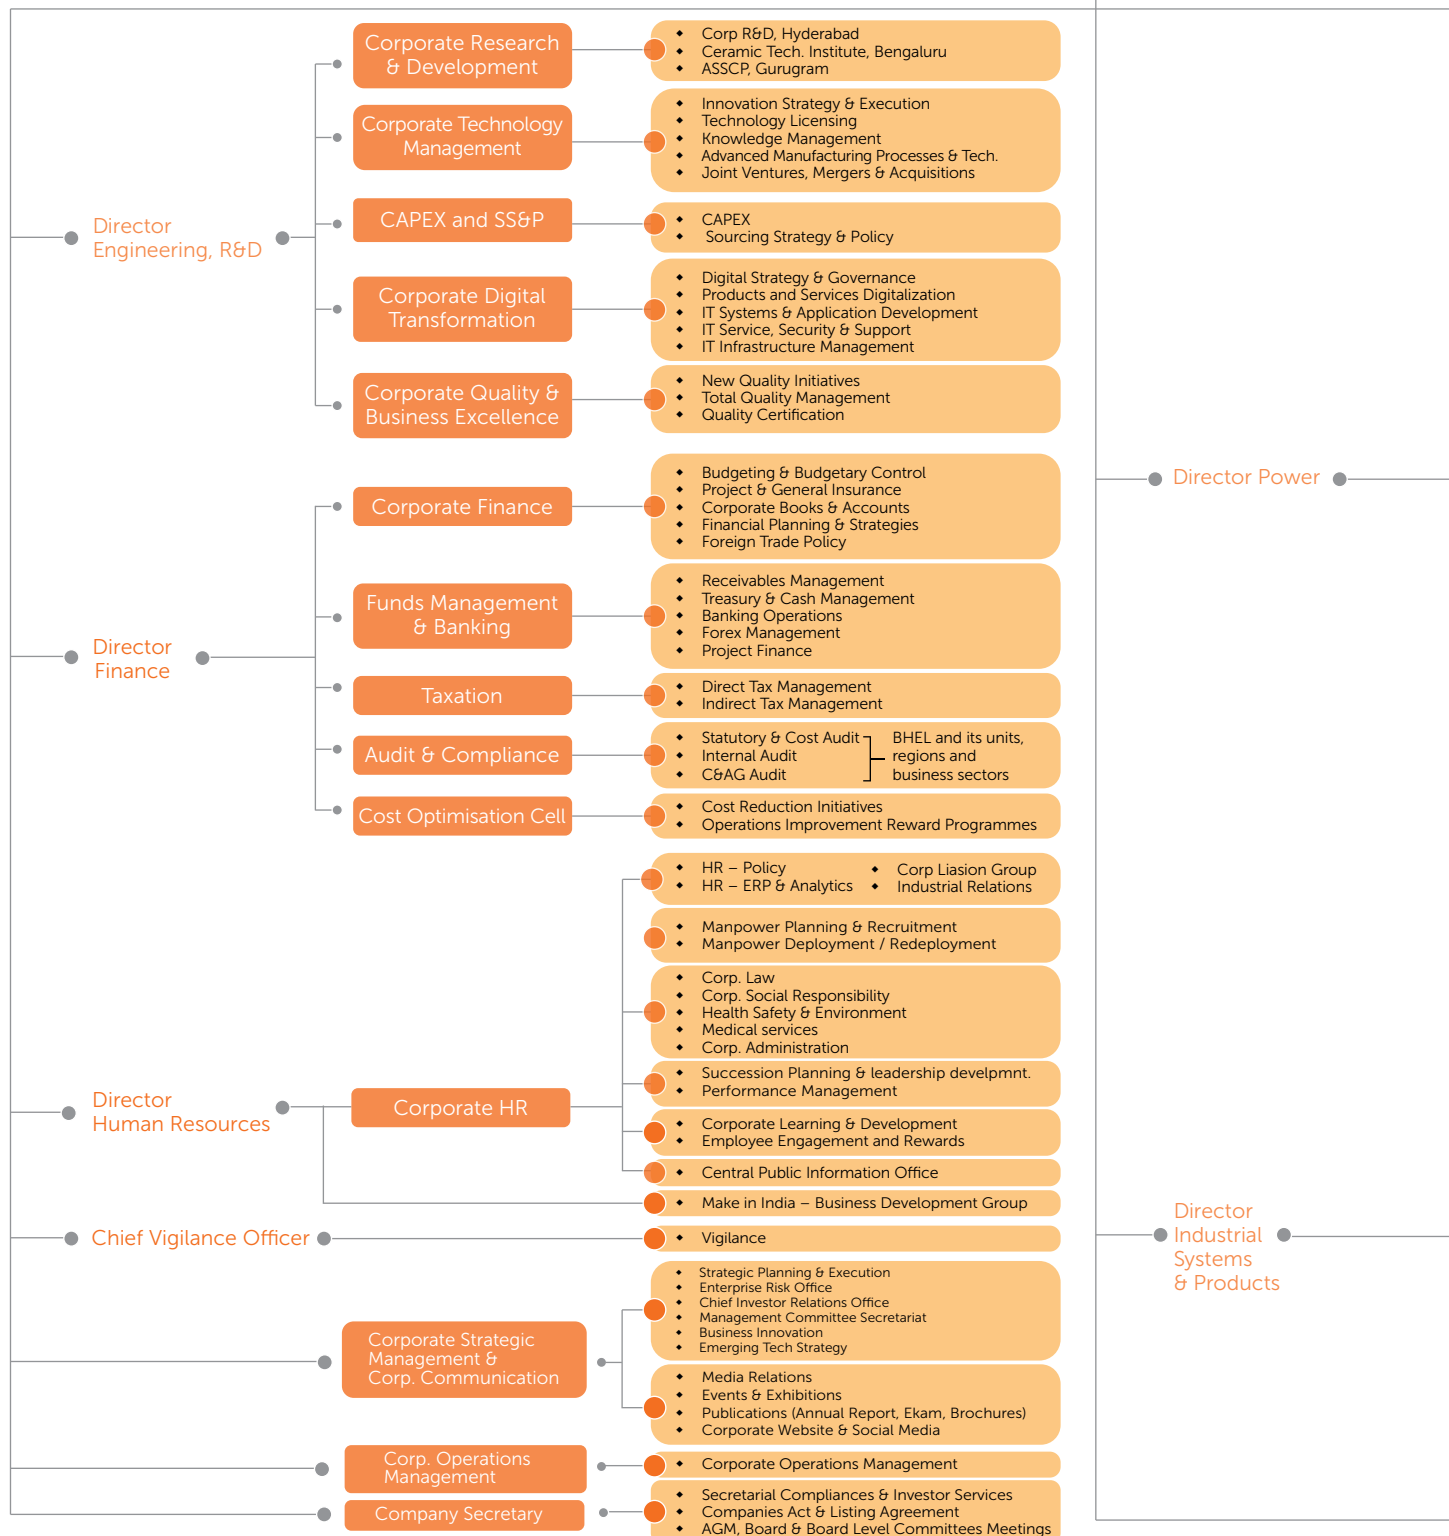 Corporate Research
& Development
Corp R&D, Hyderabad
Ceramic Tech. Institute, Bengaluru
ASSCP, Gurugram
Corporate Technology
Management
Innovation Strategy & Execution
Technology Licensing
Knowledge Management
Advanced Manufacturing Processes & Tech.
Joint Ventures, Mergers & Acquisitions
Director
Engineering, R&D
CAPEX and SS&P
CAPEX
Sourcing Strategy & Policy
Corporate Digital
Transformation
Digital Strategy & Governance
Products and Services Digitalization
IT Systems & Application Development
IT Service, Security & Support
IT Infrastructure Management
Corporate Quality &
Business Excellence
New Quality Initiatives
Total Quality Management
Quality Certification
Director
Finance
Corporate Finance
Budgeting & Budgetary Control
Project & General Insurance
Corporate Books & Accounts
Financial Planning & Strategies
Foreign Trade Policy
Funds Management
& Banking
Receivables Management
Treasury & Cash Management
Banking Operations
Forex Management
Project Finance
Taxation
Direct Tax Management
Indirect Tax Management
Audit & Compliance
Statutory & Cost Audit
Internal Audit
C&AG Audit
BHEL and its units,
regions and
business sectors
Cost Optimisation Cell
Cost Reduction Initiatives
Operations Improvement Reward Programmes
Director
Human Resources
Corporate HR
HR – Policy
HR – ERP & Analytics
Corp Liasion Group
Industrial Relations
Manpower Planning & Recruitment
Manpower Deployment / Redeployment
Corp. Law
Corp. Social Responsibility
Health Safety & Environment
Medical services
Corp. Administration
Succession Planning & leadership develpmnt.
Performance Management
Corporate Learning & Development
Employee Engagement and Rewards
Central Public Information Office
Make in India – Business Development Group
Chief Vigilance Officer
Vigilance
Corporate Strategic
Management &
Corp. Communication
Strategic Planning & Execution
Enterprise Risk Office
Chief Investor Relations Office
Management Committee Secretariat
Business Innovation
Emerging Tech Strategy
Media Relations
Events & Exhibitions
Publications (Annual Report, Ekam, Brochures)
Corporate Website & Social Media
Corp. Operations
Management
Corporate Operations Management
Company Secretary
Secretarial Compliances & Investor Services
Companies Act & Listing Agreement
AGM, Board & Board Level Committees Meetings
Director Power
Director
Industrial
Systems
& Products